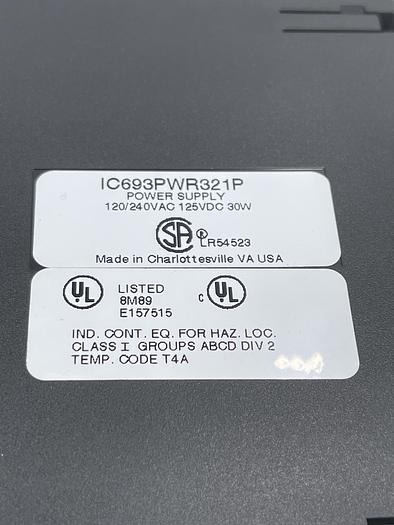 IC693PWR321P
POWER SUPPLY
120/240VAC 125VDC 30W
SA ® LR54523
Made in Charlottesville VA USA
UL LISTED C UL
8M89
E157515
IND. CONT. EQ. FOR HAZ. LOC.
CLASS I GROUPS ABCD DIV 2
TEMP. CODE T4A